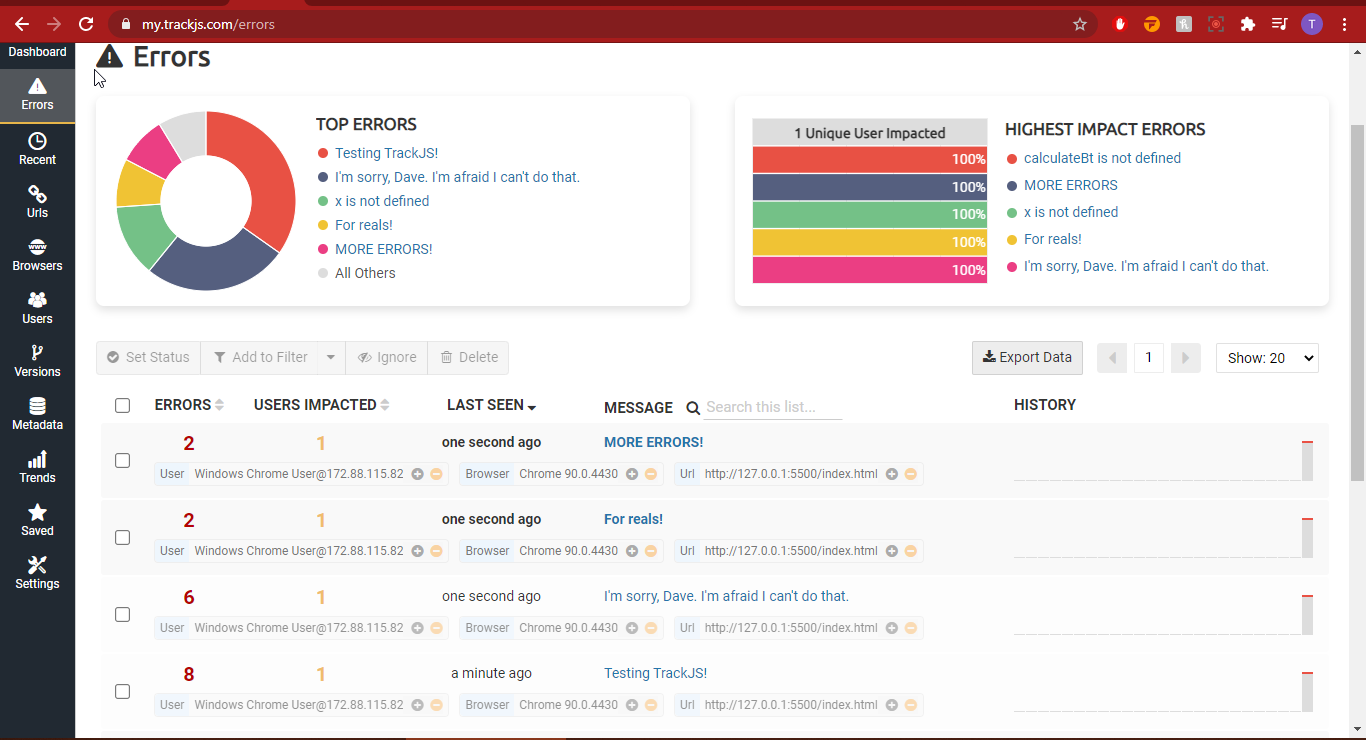 my.trackjs.com/errors
T
Dashboard
Errors
Recent
Urls
Browsers
Users
Versions
Metadata
Trends
Saved
Settings
Errors
TOP ERRORS
Testing TrackJS!
I'm sorry, Dave. I'm afraid I can't do that.
x is not defined
For reals!
MORE ERRORS!
All Others
1 Unique User Impacted
100%
100%
100%
100%
100%
HIGHEST IMPACT ERRORS
calculateBt is not defined
MORE ERRORS
x is not defined
For reals!
I'm sorry, Dave. I'm afraid I can't do that.
Set Status Add to Filter Ignore Delete Export Data 1 Show: 20
ERRORS USERS IMPACTED LAST SEEN MESSAGE Search this list... HISTORY
2 1 one second ago MORE ERRORS!
User Windows Chrome User@172.88.115.82 Browser Chrome 90.0.4430 Url http://127.0.0.1:5500/index.html
2 1 one second ago For reals!
User Windows Chrome User@172.88.115.82 Browser Chrome 90.0.4430 Url http://127.0.0.1:5500/index.html
6 1 one second ago I'm sorry, Dave. I'm afraid I can't do that.
User Windows Chrome User@172.88.115.82 Browser Chrome 90.0.4430 Url http://127.0.0.1:5500/index.html
8 1 a minute ago Testing TrackJS!
User Windows Chrome User@172.88.115.82 Browser Chrome 90.0.4430 Url http://127.0.0.1:5500/index.html